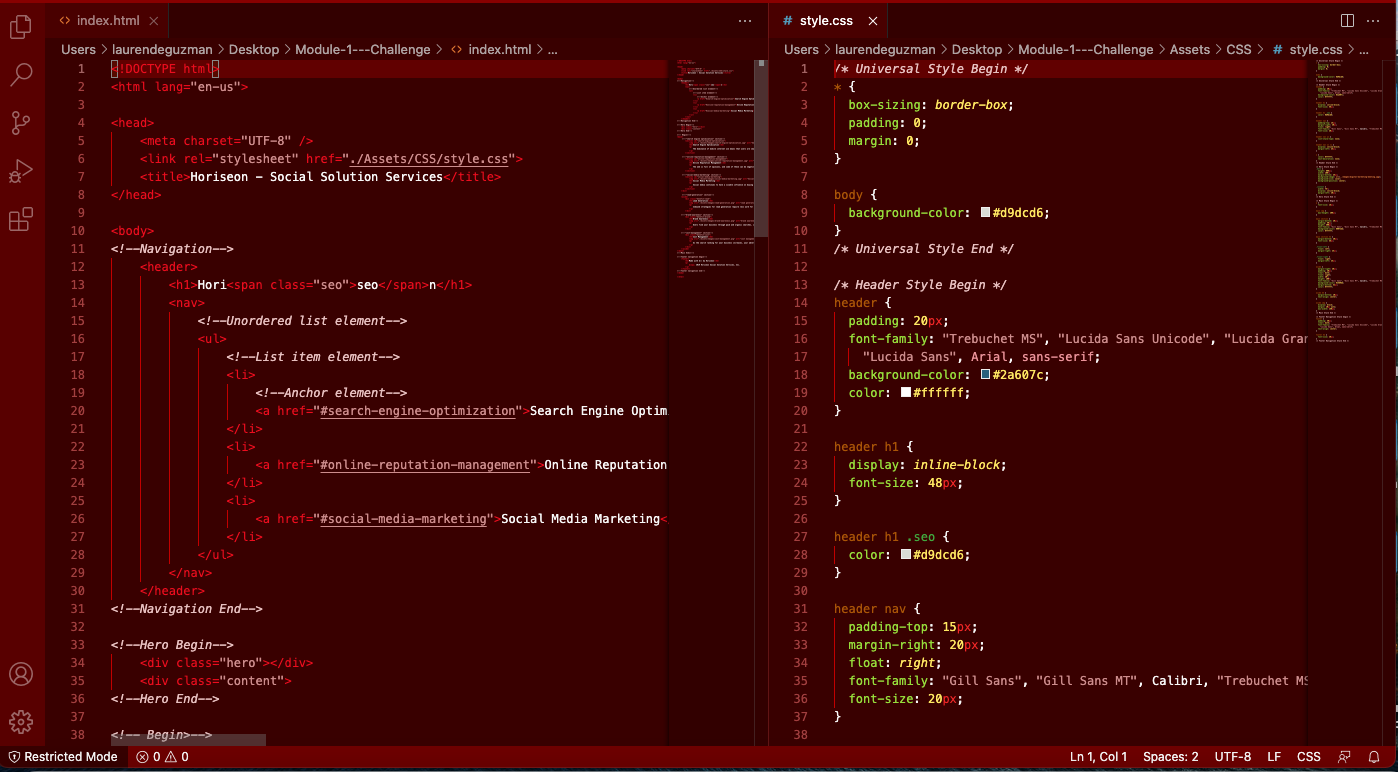 index.html
Users > laurendeguzman > Desktop > Module-1---Challenge > index.html > ...
1 <!DOCTYPE html>
2 <html lang="en-us">
3
4 <head>
5 <meta charset="UTF-8" />
6 <link rel="stylesheet" href="./Assets/CSS/style.css">
7 <title>Horiseon - Social Solution Services</title>
8 </head>
9
10 <body>
11 <!--Navigation-->
12 <header>
13 <h1>Hori<span class="seo">seo</span>n</h1>
14 <nav>
15 <!--Unordered list element-->
16 <ul>
17 <!--List item element-->
18 <li>
19 <!--Anchor element-->
20 <a href="#search-engine-optimization">Search Engine Optim
21 </li>
22 <li>
23 <a href="#online-reputation-management">Online Reputation
24 </li>
25 <li>
26 <a href="#social-media-marketing">Social Media Marketing<
27 </li>
28 </ul>
29 </nav>
30 </header>
31 <!--Navigation End-->
32
33 <!--Hero Begin-->
34 <div class="hero"></div>
35 <div class="content">
36 <!--Hero End-->
37
38 <!-- Begin>-->
# style.css
Users > laurendeguzman > Desktop > Module-1---Challenge > Assets > CSS > # style.css > ...
1 /* Universal Style Begin */
2 * {
3 box-sizing: border-box;
4 padding: 0;
5 margin: 0;
6 }
7
8 body {
9 background-color: #d9dcd6;
10 }
11 /* Universal Style End */
12
13 /* Header Style Begin */
14 header {
15 padding: 20px;
16 font-family: "Trebuchet MS", "Lucida Sans Unicode", "Lucida Gran
17 "Lucida Sans", Arial, sans-serif;
18 background-color: #2a607c;
19 color: #ffffff;
20 }
21
22 header h1 {
23 display: inline-block;
24 font-size: 48px;
25 }
26
27 header h1 .seo {
28 color: #d9dcd6;
29 }
30
31 header nav {
32 padding-top: 15px;
33 margin-right: 20px;
34 float: right;
35 font-family: "Gill Sans", "Gill Sans MT", Calibri, "Trebuchet MS
36 font-size: 20px;
37 }
38
Restricted Mode 0 0 Ln 1, Col 1 Spaces: 2 UTF-8 LF CSS